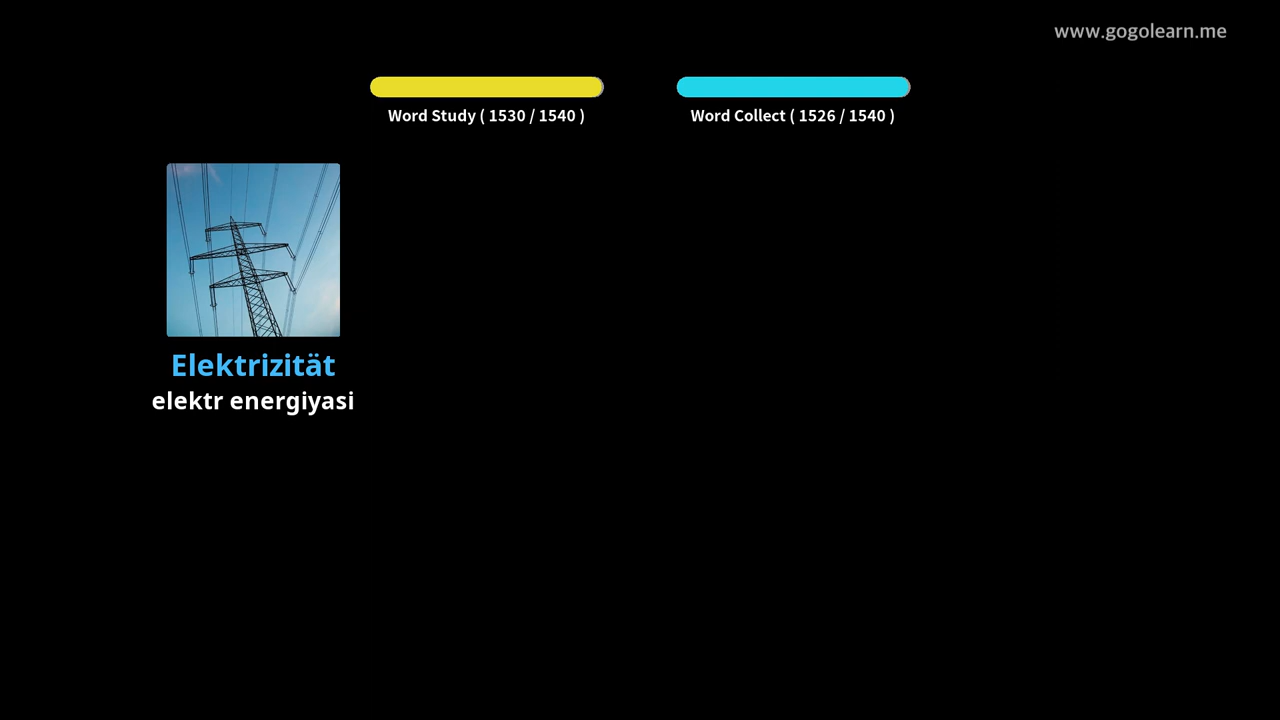 www.gogolearn.me
Word Study ( 1530 / 1540 )
Word Collect ( 1526 / 1540 )
Elektrizität
elektr energiyasi